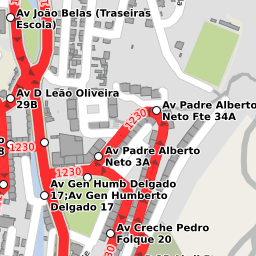 Av João Belas (Traseiras
Escola)
Av D Leão Oliveira
29B
Av Padre Alberto
Neto Fte 34A
1230
1230
Av Padre Alberto
Neto 3A
1230
Av Gen Humb Delgado
17;Av Gen Humberto
Delgado 17
Av Creche Pedro
Folque 20